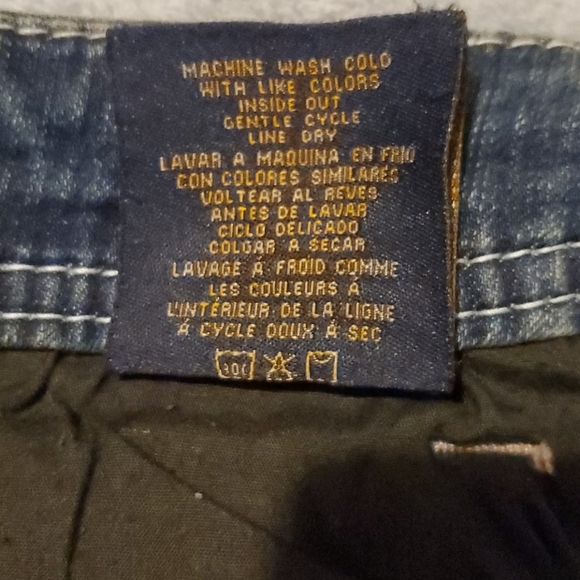 MACHINE WASH COLD
WITH LIKE COLORS
INSIDE OUT
GENTLE CYCLE
LINE DRY
LAVAR A MAQUINA EN FRIO
CON COLORES SIMILARES
VOLTEAR AL REVES
ANTES DE LAVAR
CICLO DELICADO
COLGAR A SECAR
LAVAGE À FROID COMME
LES COULEURS À
L'INTÉRIEUR DE LA LIGNE
À CYCLE DOUX À SEC